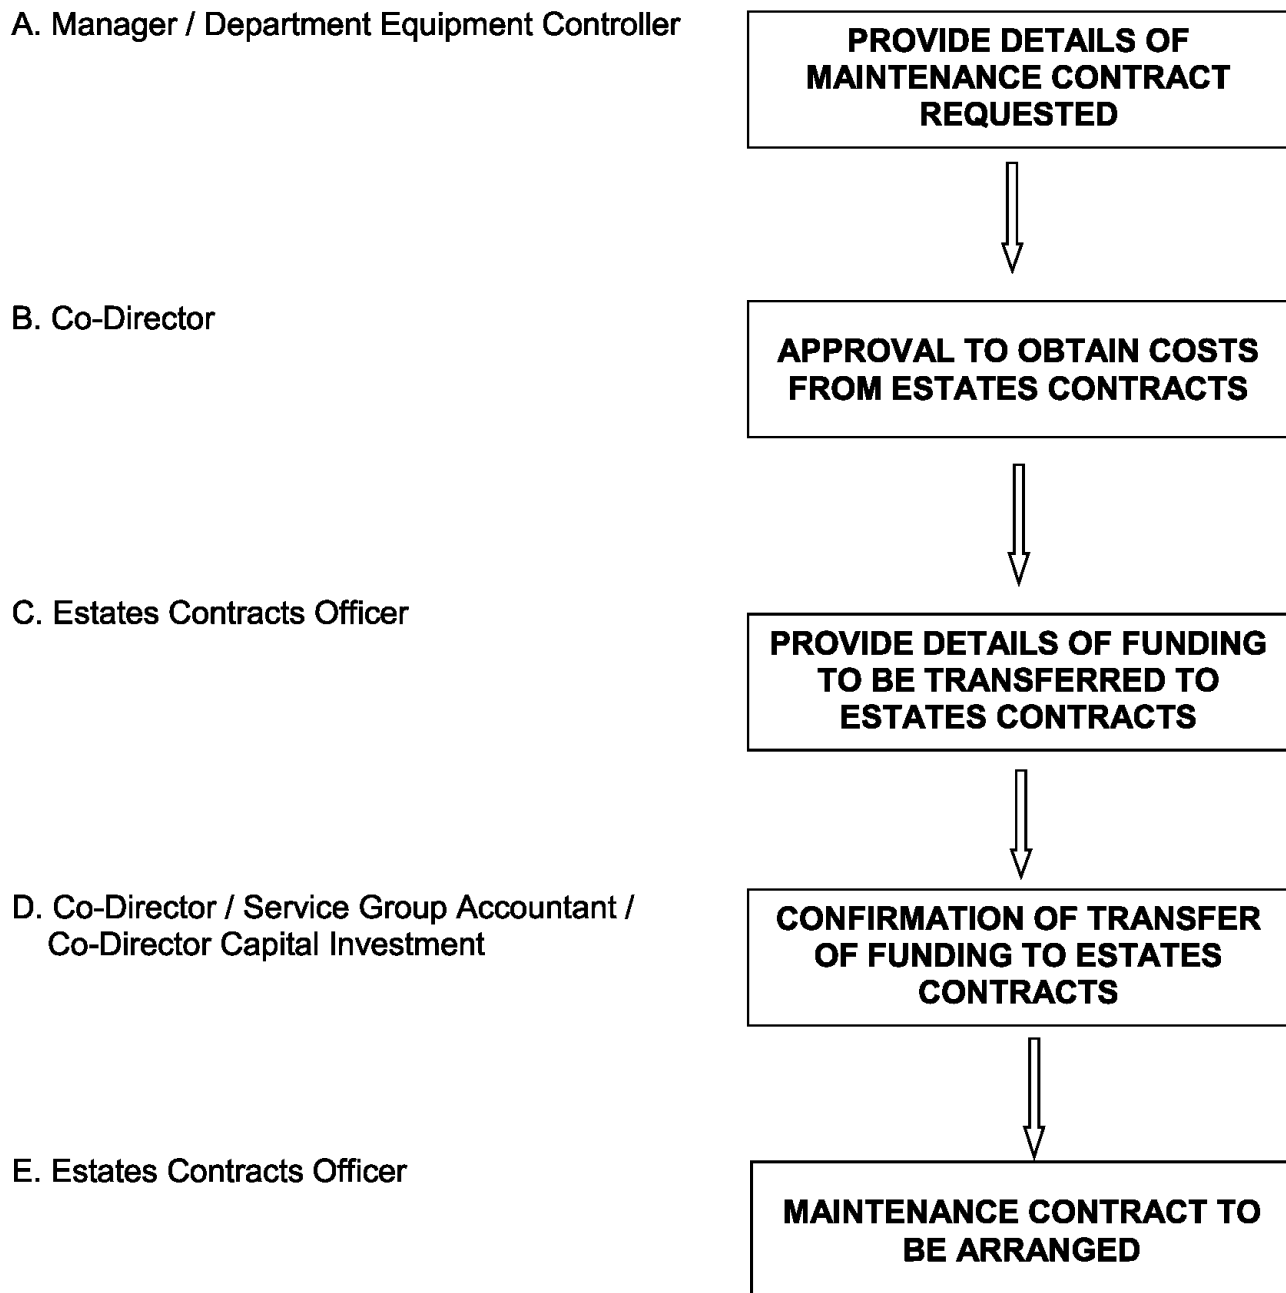 A. Manager / Department Equipment Controller
PROVIDE DETAILS OF
MAINTENANCE CONTRACT
REQUESTED
B. Co-Director
APPROVAL TO OBTAIN COSTS
FROM ESTATES CONTRACTS
C. Estates Contracts Officer
PROVIDE DETAILS OF FUNDING
TO BE TRANSFERRED TO
ESTATES CONTRACTS
D. Co-Director / Service Group Accountant /
Co-Director Capital Investment
CONFIRMATION OF TRANSFER
OF FUNDING TO ESTATES
CONTRACTS
E. Estates Contracts Officer
MAINTENANCE CONTRACT TO
BE ARRANGED